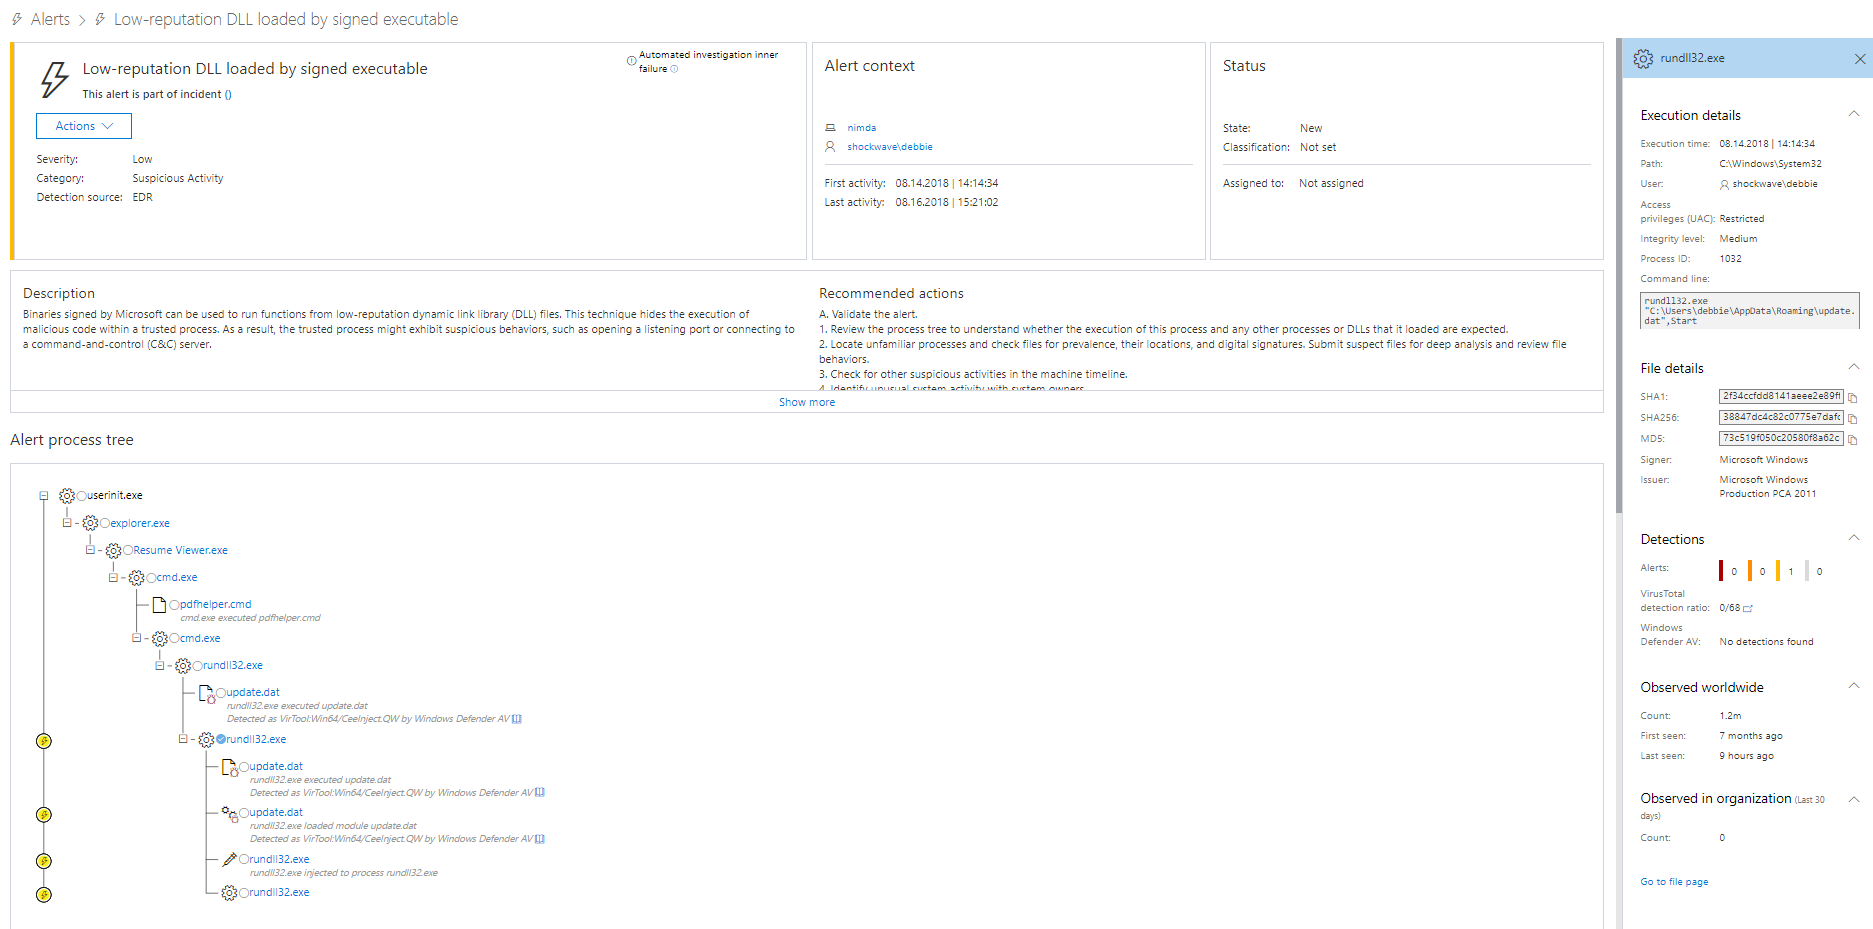 Alerts > Low-reputation DLL loaded by signed executable
Low-reputation DLL loaded by signed executable
This alert is part of incident ()
Automated investigation inner
failure
Actions
Severity: Low
Category: Suspicious Activity
Detection source: EDR
Alert context
nimda
shockwave\debbie
First activity: 08.14.2018 | 14:14:34
Last activity: 08.16.2018 | 15:21:02
Status
State: New
Classification: Not set
Assigned to: Not assigned
Description
Binaries signed by Microsoft can be used to run functions from low-reputation dynamic link library (DLL) files. This technique hides the execution of
malicious code within a trusted process. As a result, the trusted process might exhibit suspicious behaviors, such as opening a listening port or connecting to
a command-and-control (C&C) server.
Recommended actions
A. Validate the alert.
1. Review the process tree to understand whether the execution of this process and any other processes or DLLs that it loaded are expected.
2. Locate unfamiliar processes and check files for prevalence, their locations, and digital signatures. Submit suspect files for deep analysis and review file
behaviors.
3. Check for other suspicious activities in the machine timeline.
4. Identify unusual system activity with system owners.
Show more
Alert process tree
userinit.exe
explorer.exe
Resume Viewer.exe
cmd.exe
pdfhelper.cmd
cmd.exe executed pdfhelper.cmd
cmd.exe
rundll32.exe
update.dat
rundll32.exe executed update.dat
Detected as VirTool:Win64/CeeInject.QW by Windows Defender AV
rundll32.exe
update.dat
rundll32.exe executed update.dat
Detected as VirTool:Win64/CeeInject.QW by Windows Defender AV
update.dat
rundll32.exe loaded module update.dat
Detected as VirTool:Win64/CeeInject.QW by Windows Defender AV
rundll32.exe
rundll32.exe injected to process rundll32.exe
rundll32.exe
rundll32.exe
Execution details
Execution time: 08.14.2018 | 14:14:34
Path: C:\Windows\System32
User: shockwave\debbie
Access
privileges (UAC): Restricted
Integrity level: Medium
Process ID: 1032
Command line:
rundll32.exe
"C:\Users\debbie\AppData\Roaming\update.
dat",Start
File details
SHA1: 2f34ccfdd8141aeee2e89ff
SHA256: 38847dc4c82c0775e7dafc
MD5: 73c519f050c20580f8a62c
Signer: Microsoft Windows
Issuer: Microsoft Windows
Production PCA 2011
Detections
Alerts: 0 0 1 0
VirusTotal
detection ratio: 0/68
Windows
Defender AV: No detections found
Observed worldwide
Count: 1.2m
First seen: 7 months ago
Last seen: 9 hours ago
Observed in organization (Last 30
days)
Count: 0
Go to file page